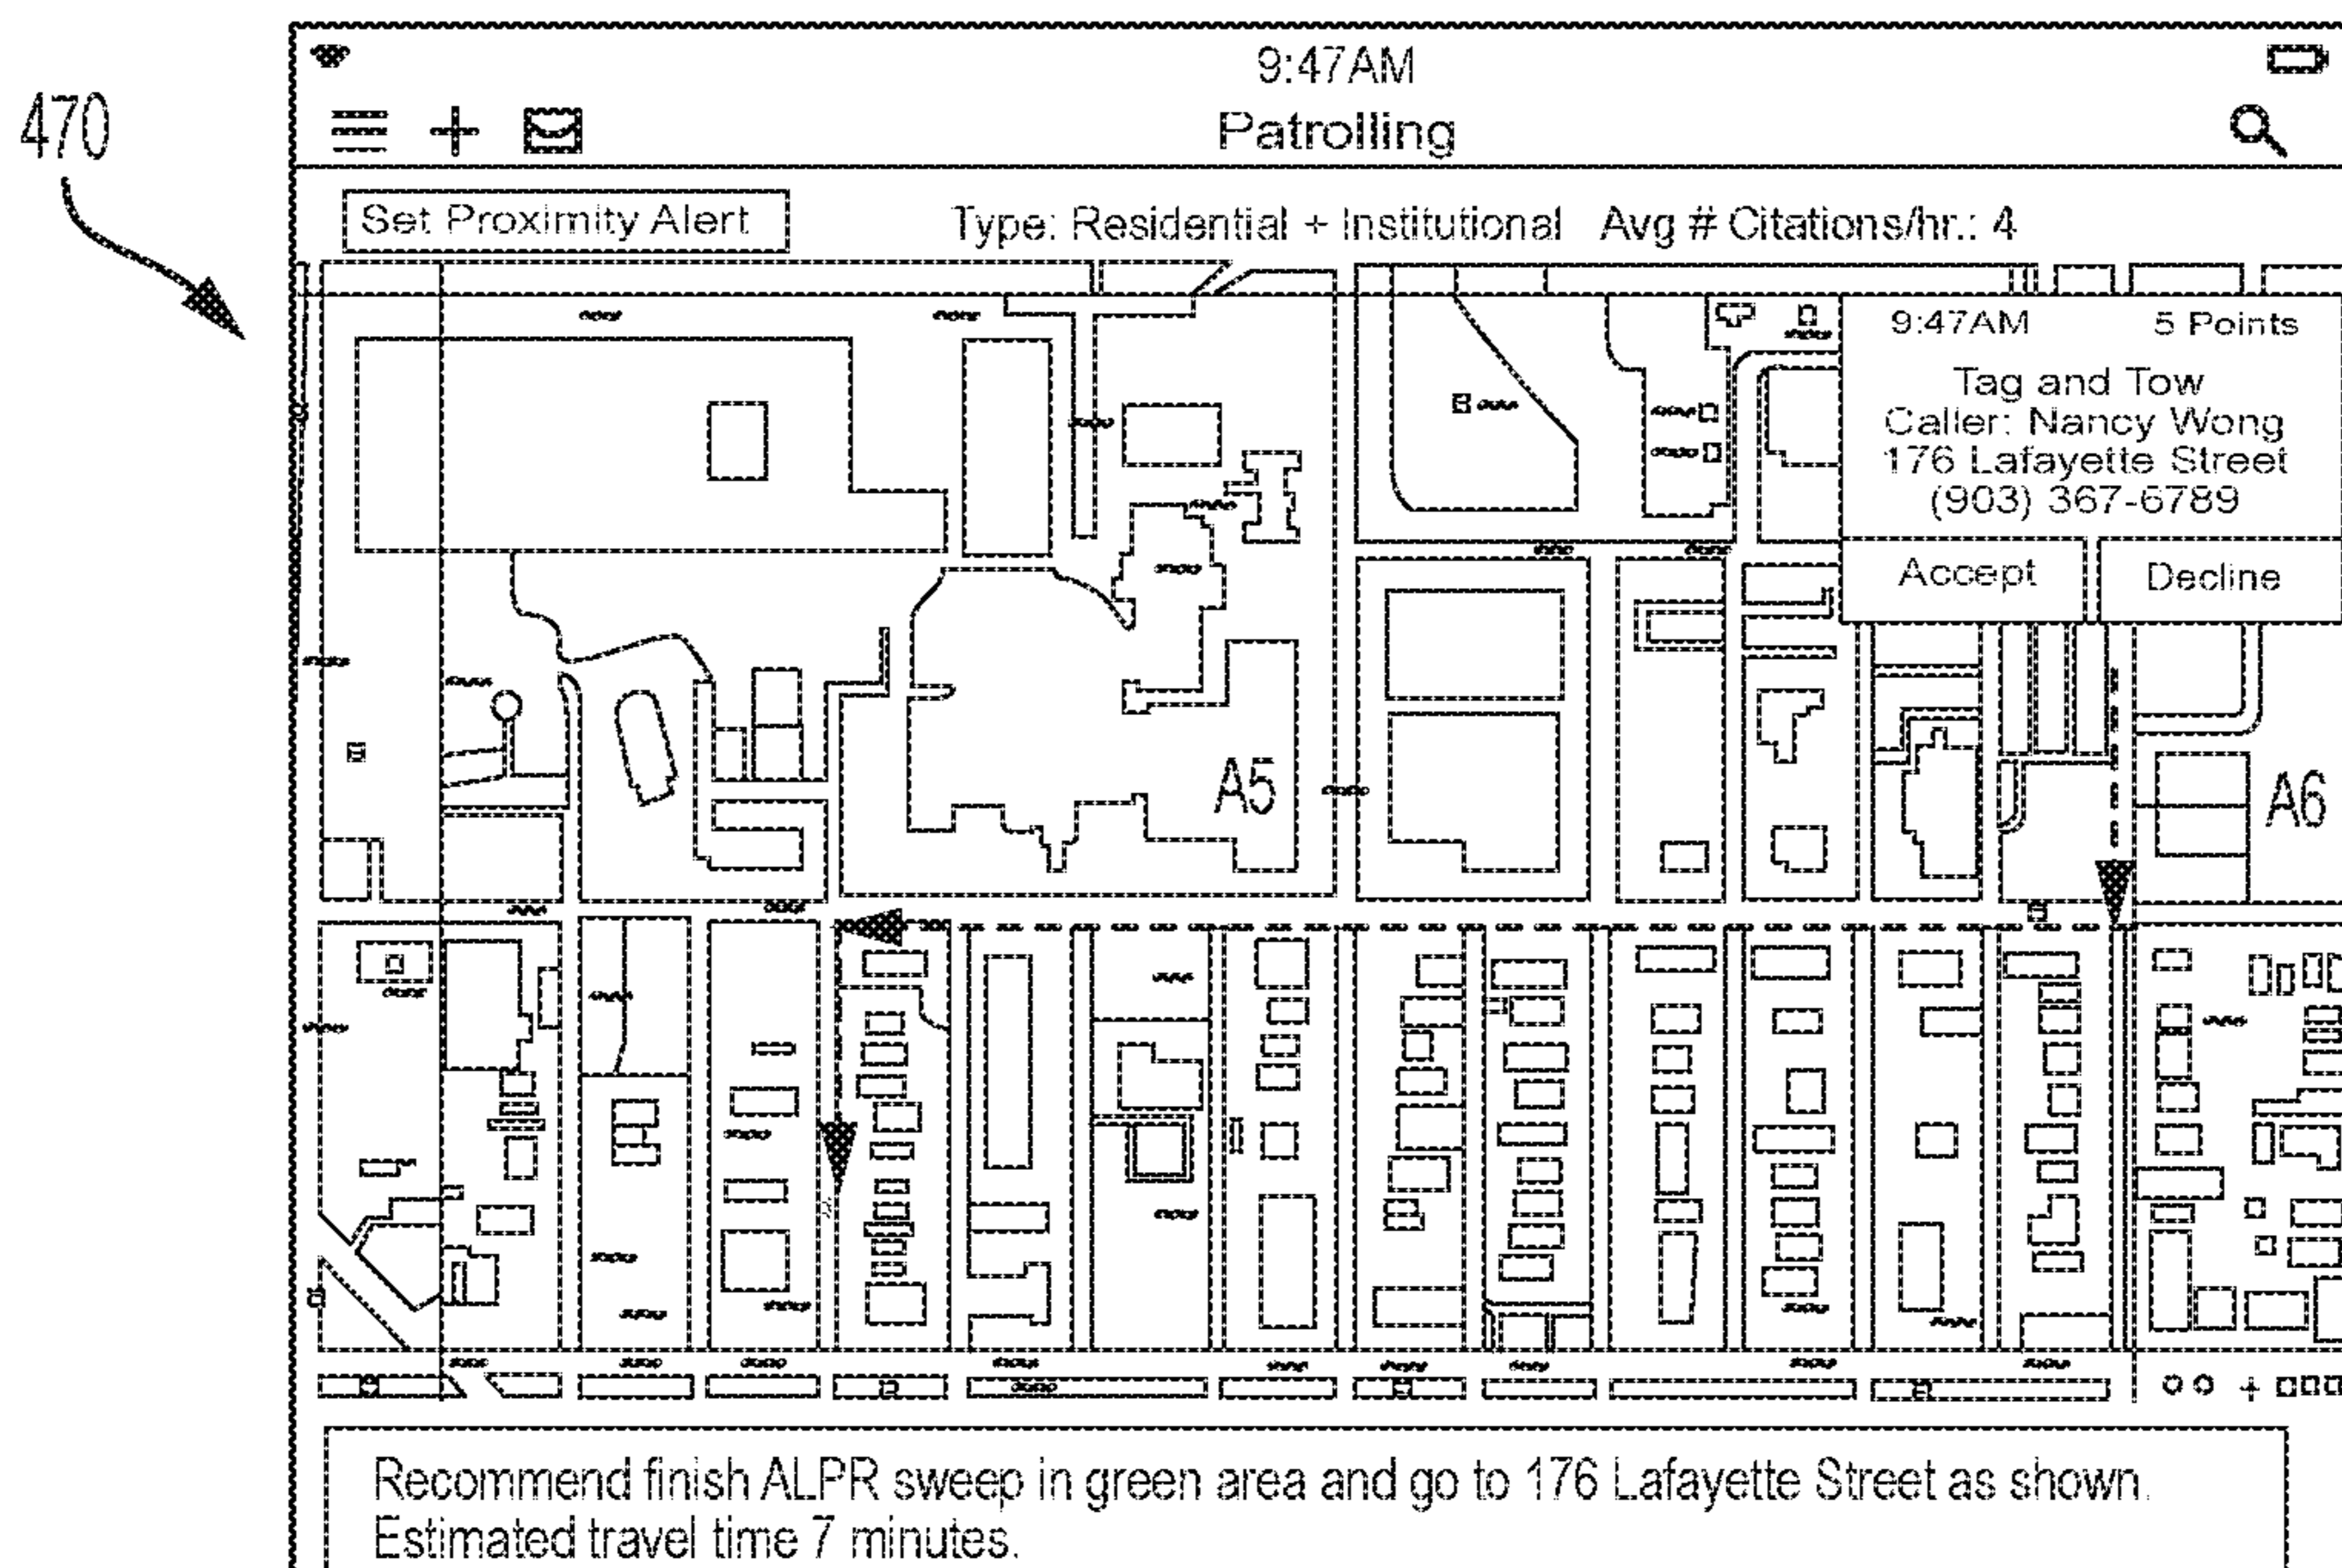 9:47AM
470
Patrolling
Set Proximity Alert
Type: Residential + Institutional Avg # Citations/hr.: 4
9:47AM 5 Points
Tag and Tow
Caller: Nancy Wong
176 Lafayette Street
(903) 367-6789
Accept Decline
A5
A6
Recommend finish ALPR sweep in green area and go to 176 Lafayette Street as shown.
Estimated travel time 7 minutes.